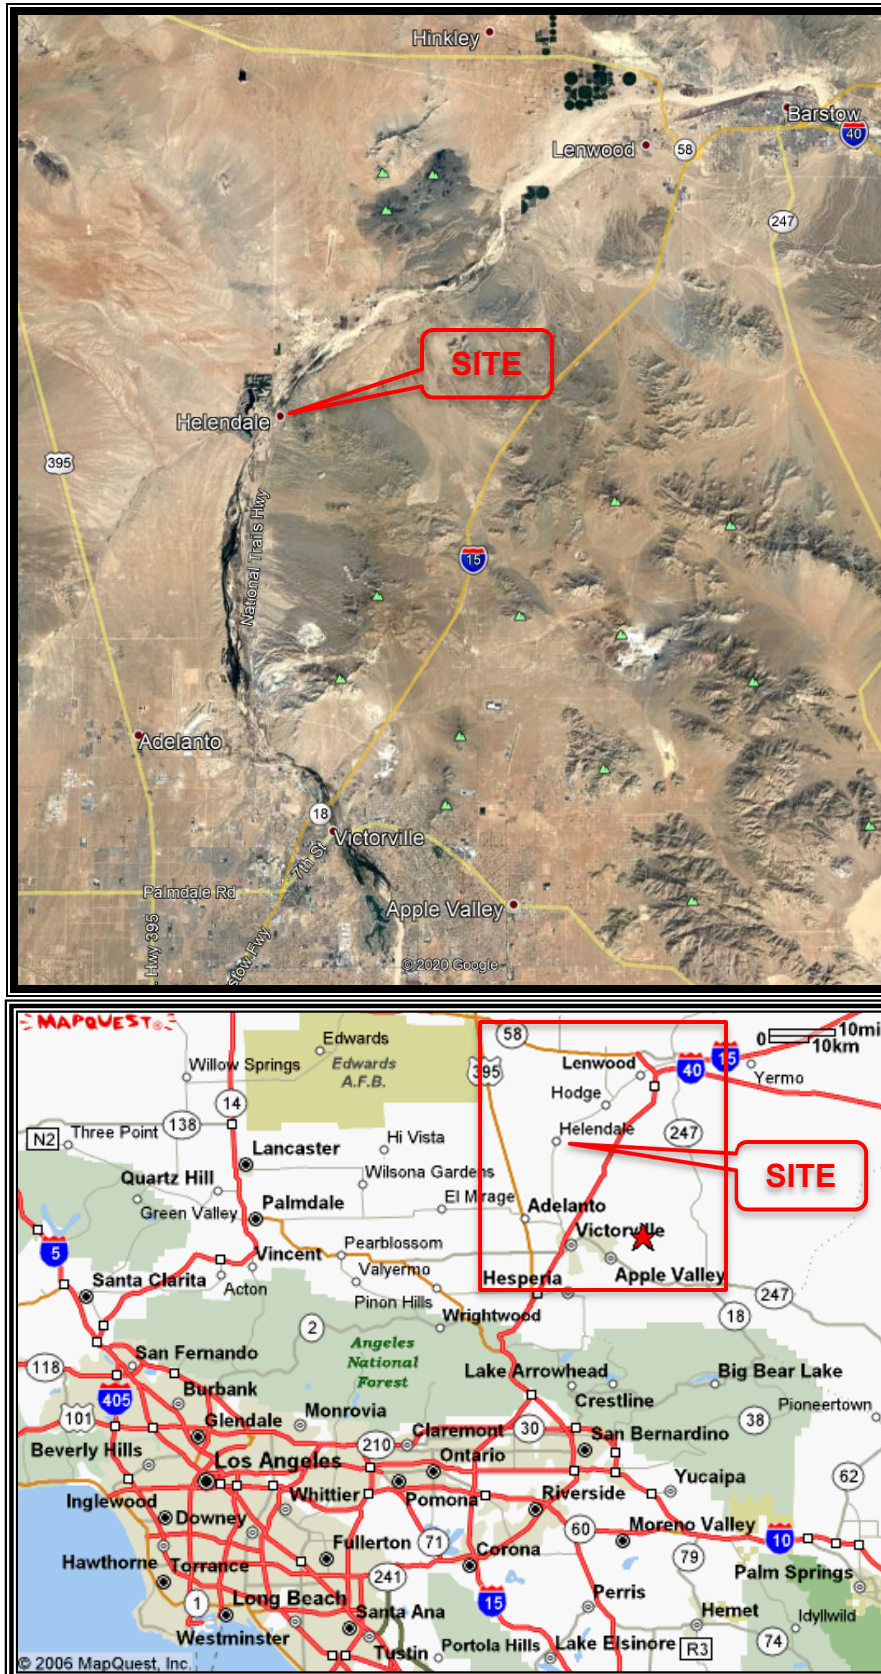 Hinkley
Barstow
40
Lenwood
58
247
SITE
Helendale
395
National Trails Hwy
15
Adelanto
18
Victorville
7th St
Palmdale Rd
Apple Valley
Hwy 395
stow Fwy
© 2020 Google
MAPQUEST®
10mi
0
10km
Edwards
58
Lenwood
15
Willow Springs
Edwards
A.F.B.
395
40
Yermo
Hodge
14
138
Three Point
N2
Hi Vista
Helendale
247
Lancaster
Quartz Hill
Wilsona Gardens
SITE
El Mirage
Green Valley
Palmdale
Adelanto
Pearblossom
Victorville
5
Vincent
Santa Clarita
Acton
Valyermo
Hesperia
Apple Valley
247
Pinon Hills
Wrightwood
18
2
Angeles
National
Forest
San Fernando
118
Lake Arrowhead
Big Bear Lake
405
Burbank
Crestline
Pioneertown
101
Glendale
Monrovia
Claremont
30
38
Beverly Hills
210
San Bernardino
Los Angeles
Ontario
Yucaipa
62
Inglewood
Whittier
Pomona
Riverside
Downey
60
Moreno Valley
Fullerton
71
10
Hawthorne
Torrance
Corona
79
241
Palm Springs
1
Long Beach
15
Perris
Santa Ana
Hemet
Idyllwild
Westminster
Tustin
Portola Hills
Lake Elsinore
R3
74
© 2006 MapQuest, Inc.